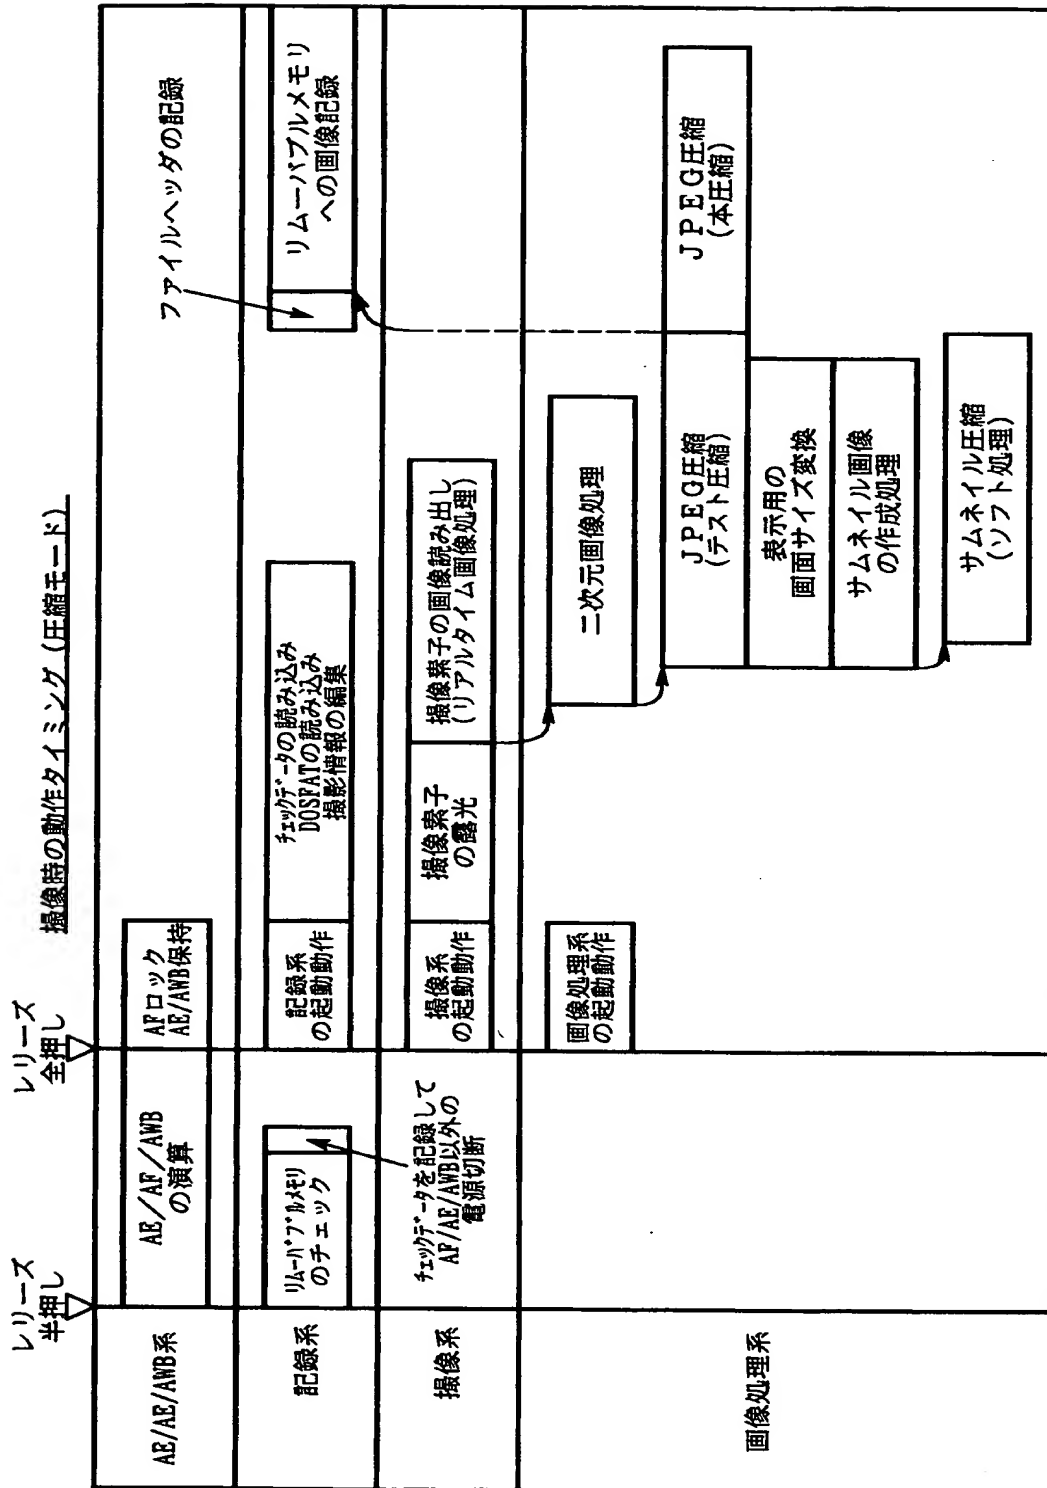 撮像時の動作タイミング(圧縮モード)
レリーズ
半押し
レリーズ
全押し
AE/AE/AWB系
AE/AF/AWB
の演算
AFロック
AE/AWB保持
ファイルヘッダの記録
記録系
リムーバブルメモリ
のチェック
記録系
の起動動作
チェックデータの読み込み
DOSFATの読み込み
撮影情報の編集
リムーバブルメモリ
への画像記録
撮像系
チェックデータを記録して
AF/AE/AWB以外の
電源切断
撮像系
の起動動作
撮像素子
の露光
撮像素子の画像読み出し
(リアルタイム画像処理)
画像処理系
画像処理系
の起動動作
二次元画像処理
JPEG圧縮
(テスト圧縮)
JPEG圧縮
(本圧縮)
表示用の
画面サイズ変換
サムネイル画像
の作成処理
サムネイル圧縮
(ソフト処理)